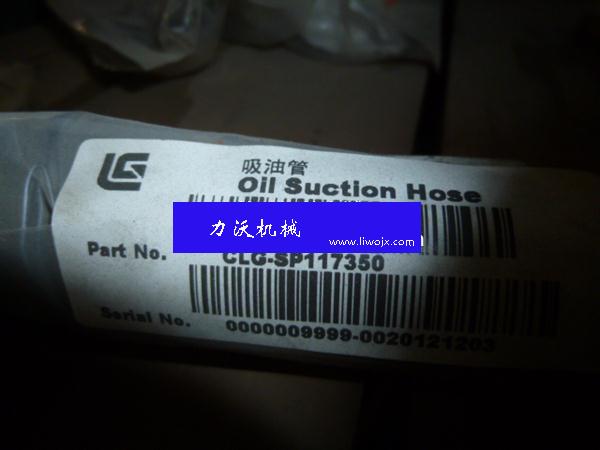 吸油管
Oil Suction Hose
力沃机械
www.liwojx.com
Part No.
CLG-SP117350
Serial No.
0000009999-0020121203